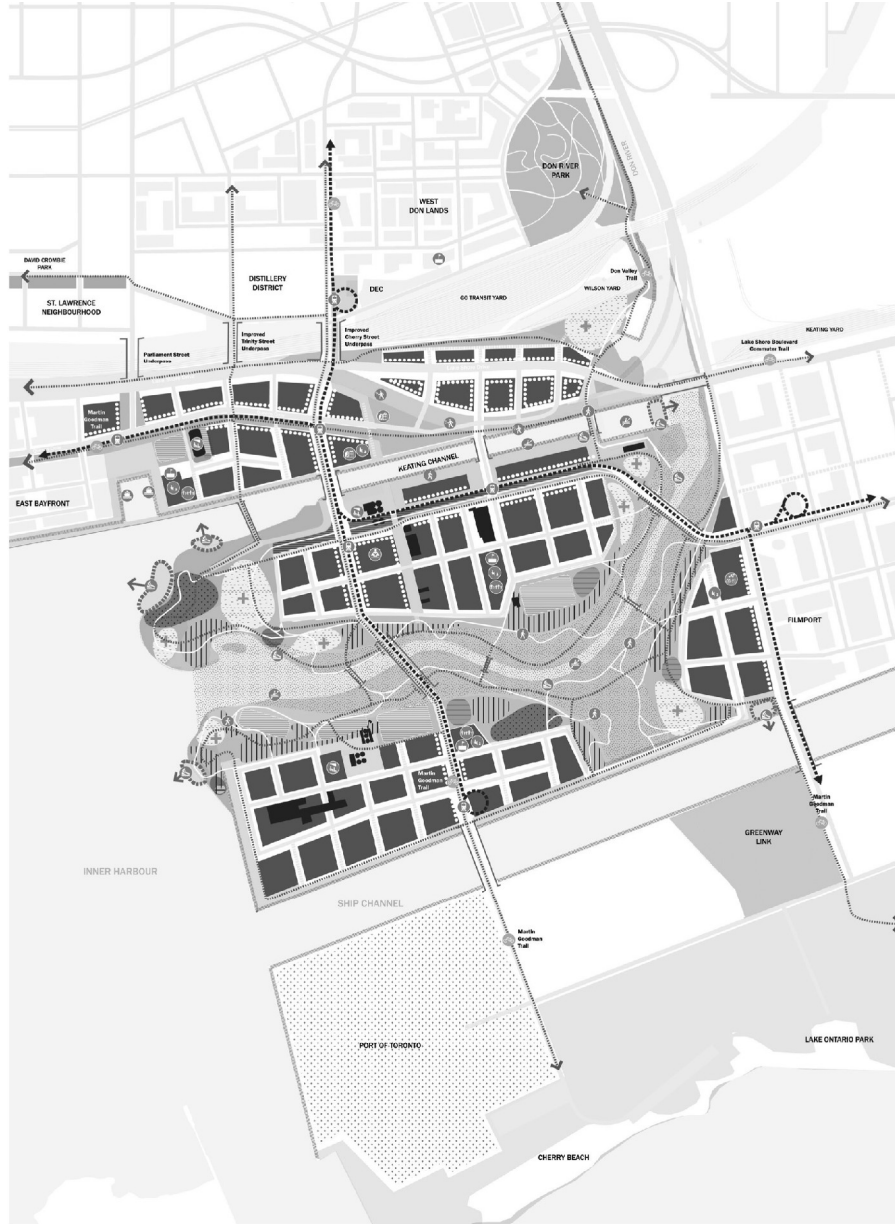 DON RIVER
DON RIVER
PARK
WEST
DON LANDS
DAVID CROMBIE
PARK
DISTILLERY
DISTRICT
DEC
Don Valley
Trail
ST. LAWRENCE
NEIGHBOURHOOD
GO TRANSIT YARD
WILSON YARD
Parliament Street
Underpass
Improved
Trinity Street
Underpass
Improved
Cherry Street
Underpass
KEATING YARD
Lake Shore Boulevard
Commuter Trail
Martin
Goodman
Trail
KEATING CHANNEL
EAST BAYFRONT
FILMPORT
Martin
Goodman
Trail
Martin
Goodman
Trail
GREENWAY
LINK
INNER HARBOUR
SHIP CHANNEL
Martin
Goodman
Trail
PORT OF TORONTO
LAKE ONTARIO PARK
CHERRY BEACH